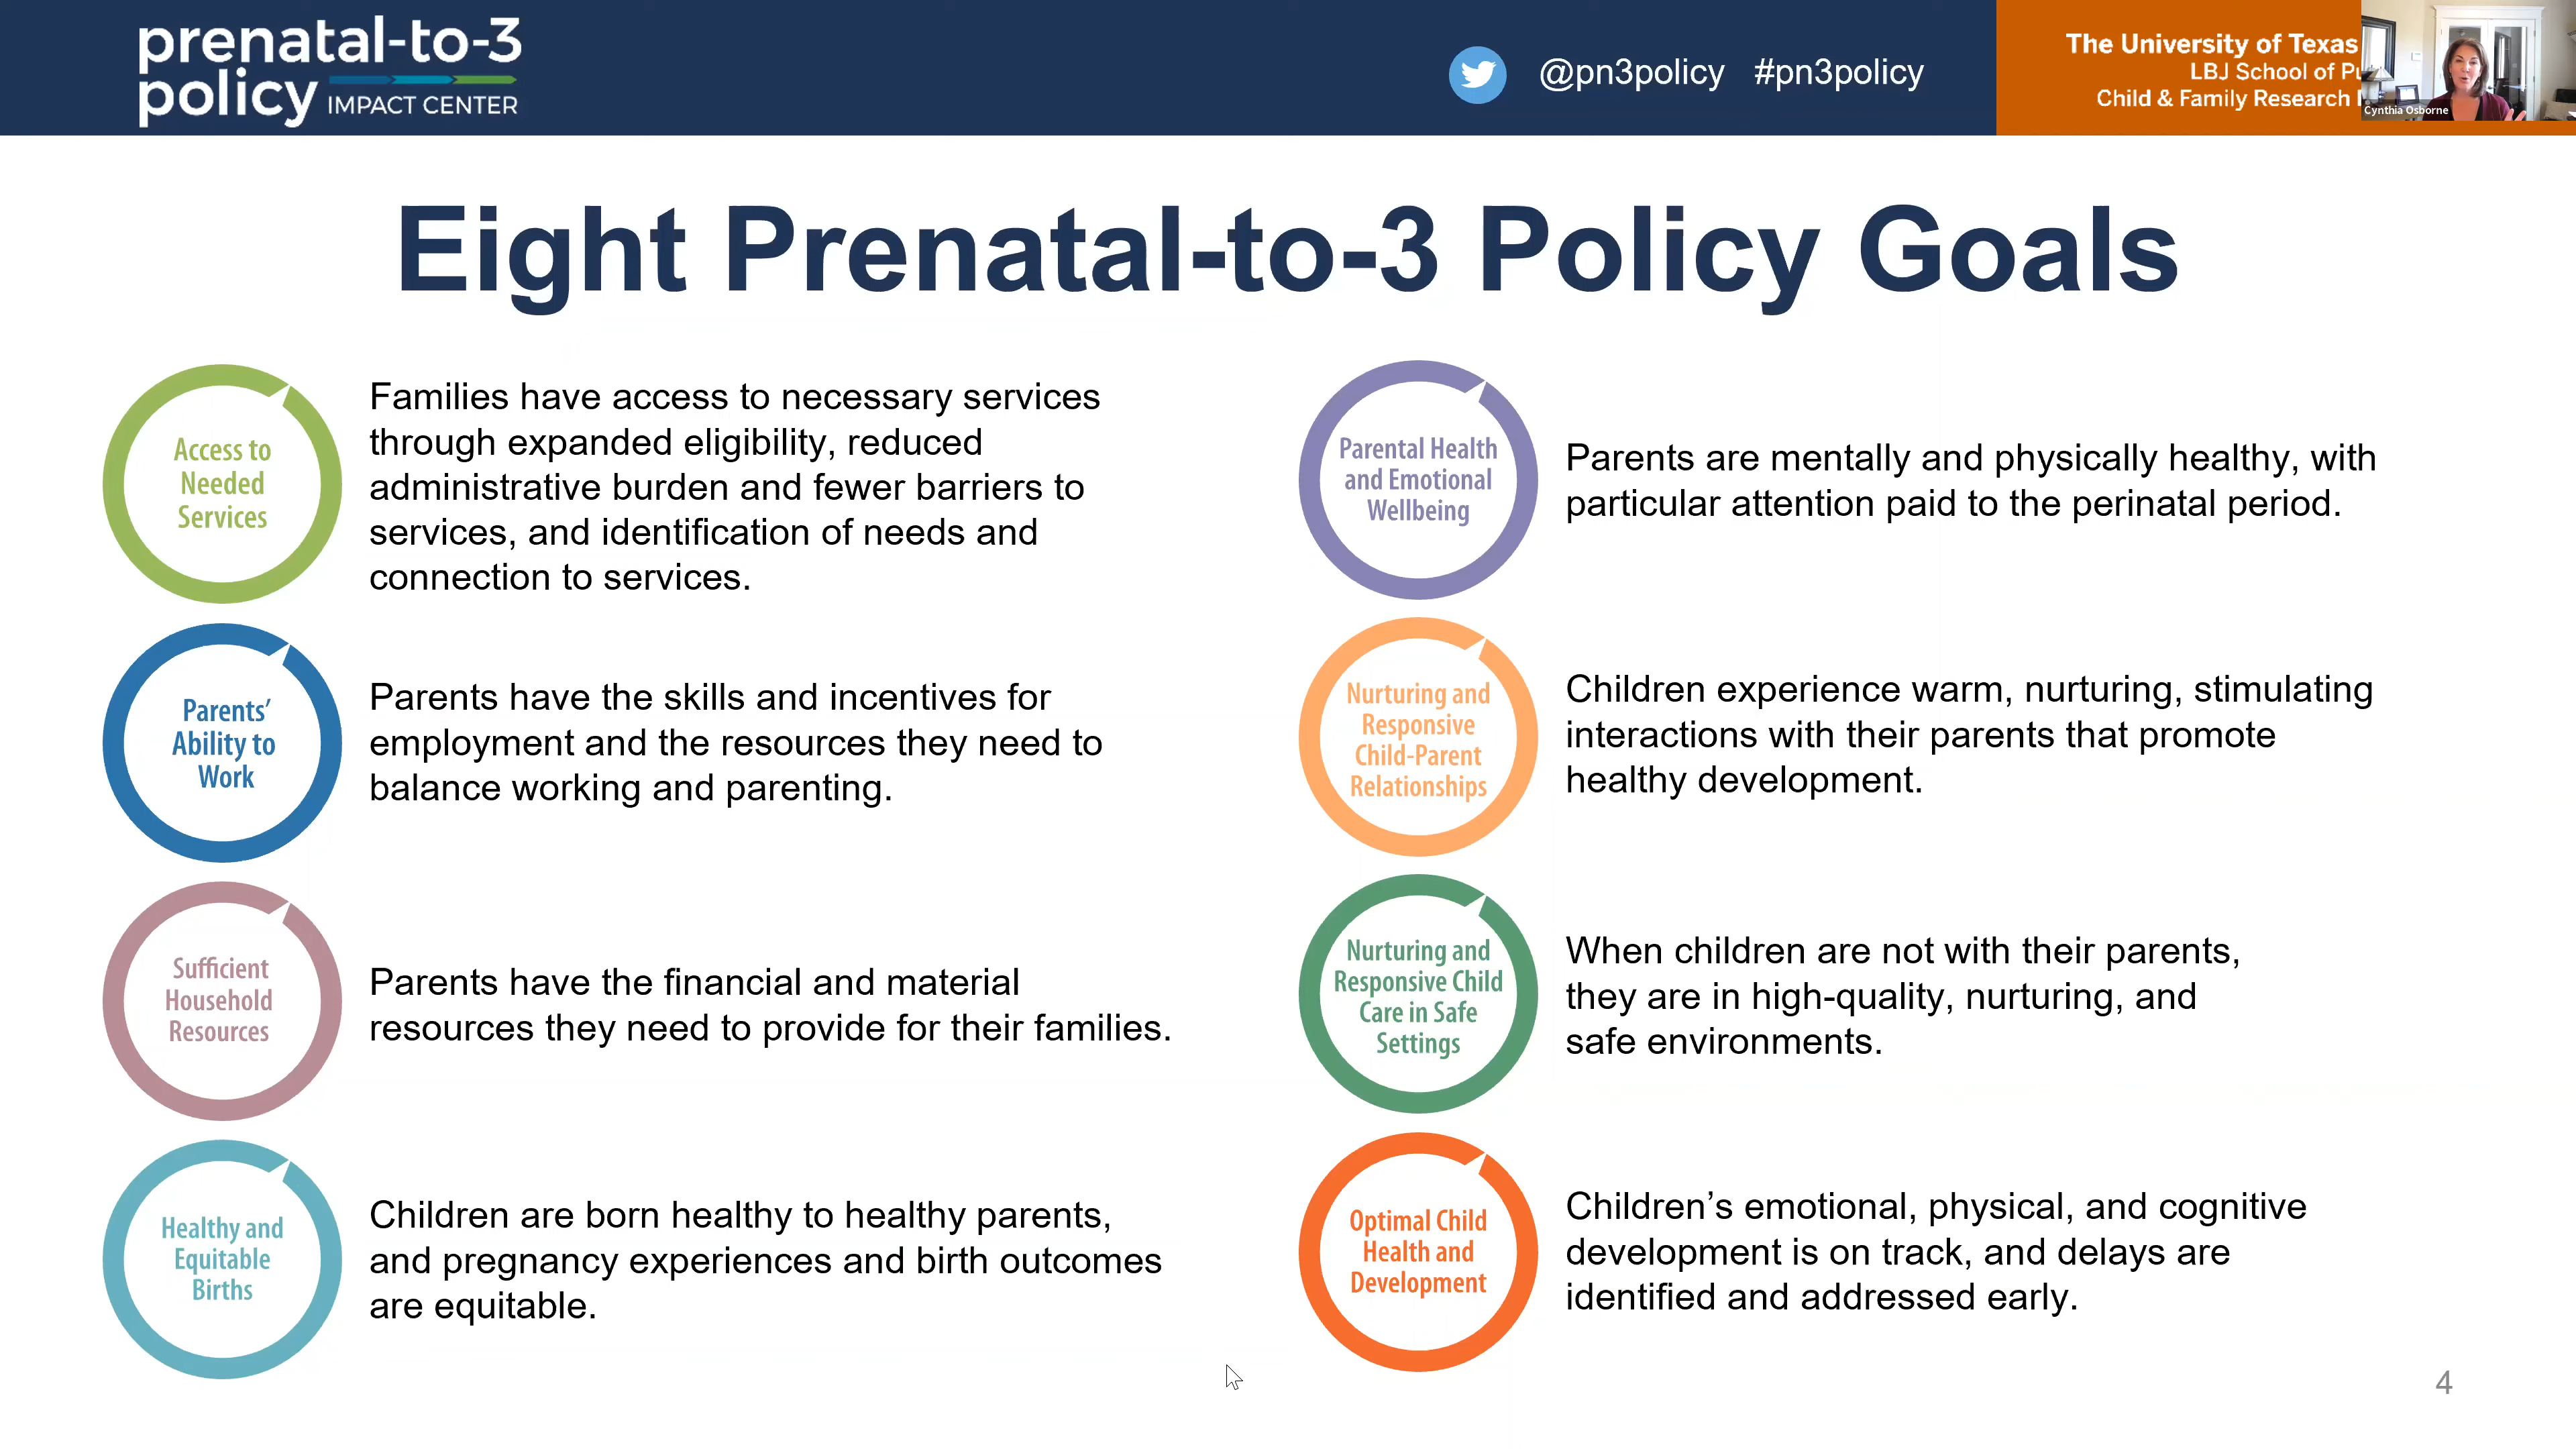 prenatal-to-3
policy IMPACT CENTER
@pn3policy #pn3policy
The University of Texas
LBJ School of
Child & Family Research
Cynthia Osborne
Eight Prenatal-to-3 Policy Goals
Access to
Needed
Services
Families have access to necessary services
through expanded eligibility, reduced
administrative burden and fewer barriers to
services, and identification of needs and
connection to services.
Parents’
Ability to
Work
Parents have the skills and incentives for
employment and the resources they need to
balance working and parenting.
Sufficient
Household
Resources
Parents have the financial and material
resources they need to provide for their families.
Healthy and
Equitable
Births
Children are born healthy to healthy parents,
and pregnancy experiences and birth outcomes
are equitable.
Parental Health
and Emotional
Wellbeing
Parents are mentally and physically healthy, with
particular attention paid to the perinatal period.
Nurturing and
Responsive
Child-Parent
Relationships
Children experience warm, nurturing, stimulating
interactions with their parents that promote
healthy development.
Nurturing and
Responsive Child
Care in Safe
Settings
When children are not with their parents,
they are in high-quality, nurturing, and
safe environments.
Optimal Child
Health and
Development
Children’s emotional, physical, and cognitive
development is on track, and delays are
identified and addressed early.
4